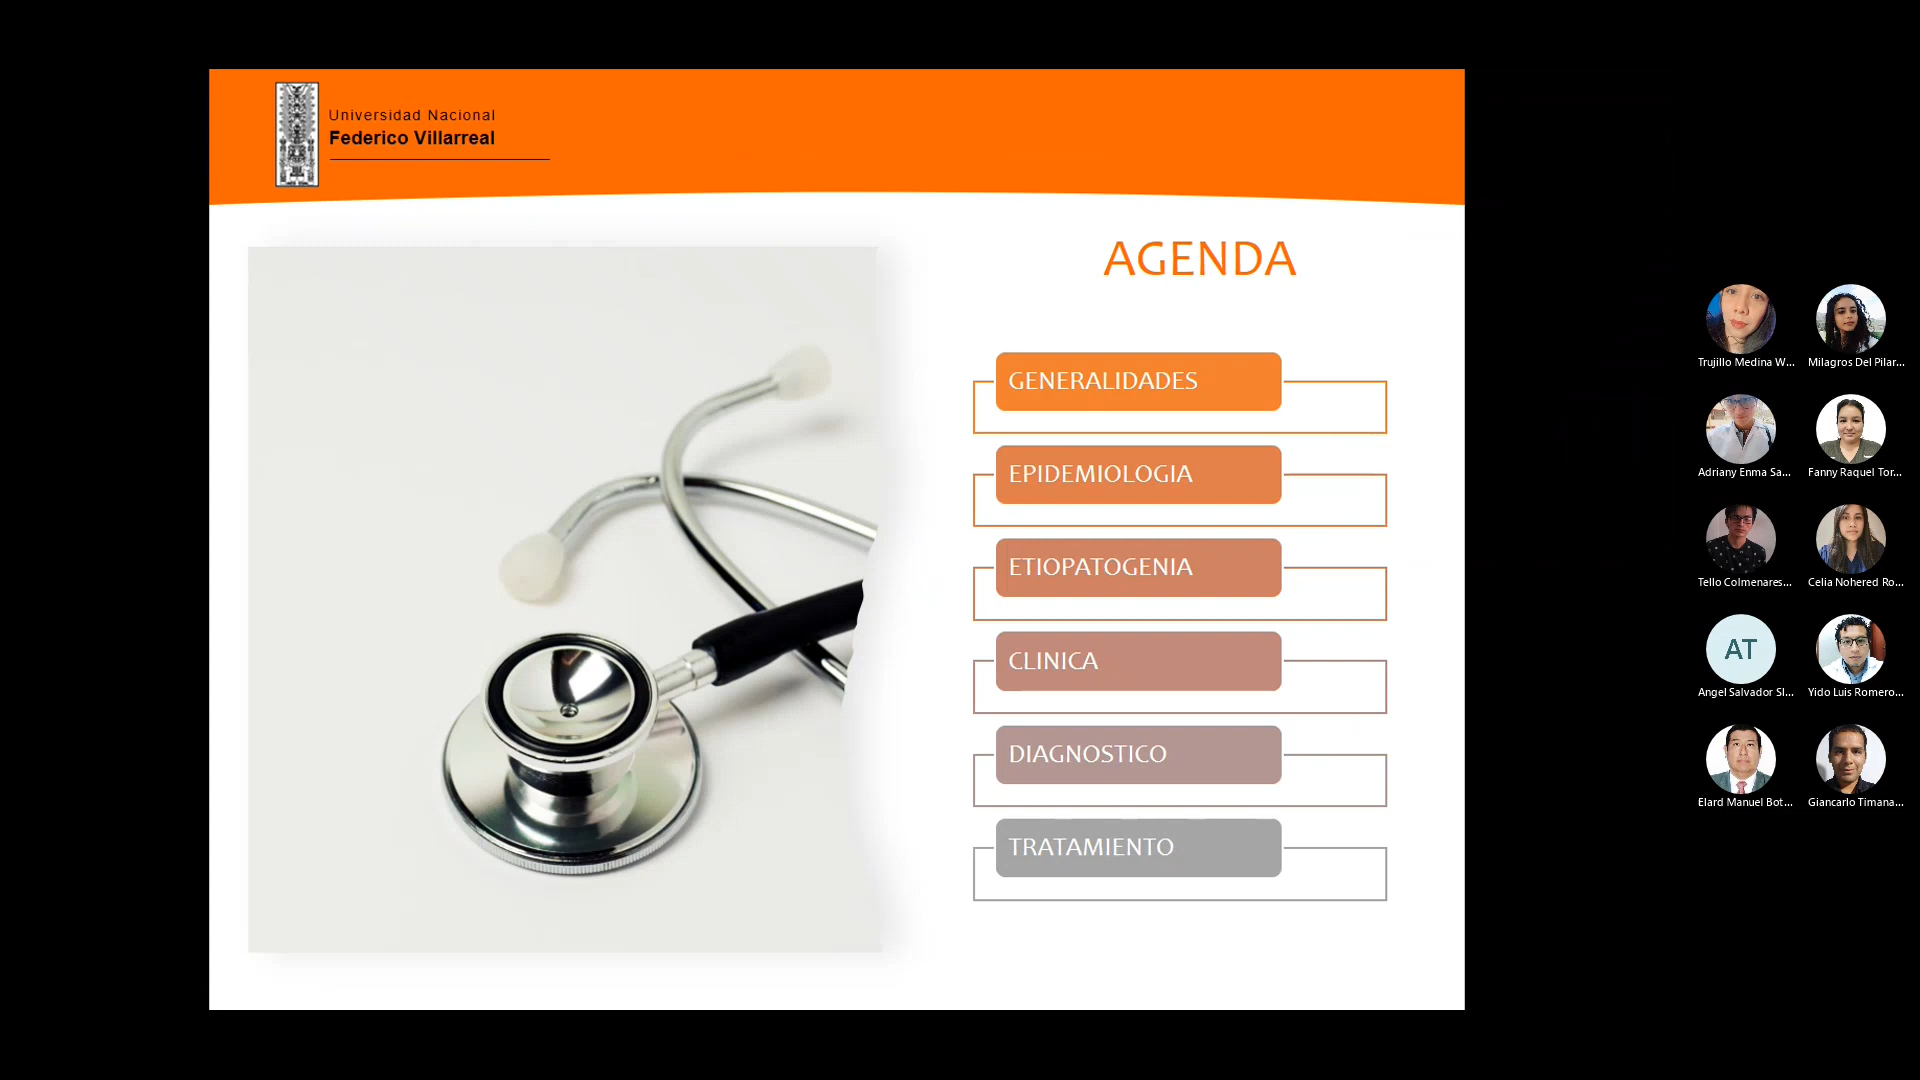 Universidad Nacional
Federico Villarreal
AGENDA
GENERALIDADES
EPIDEMIOLOGIA
ETIOPATOGENIA
CLINICA
DIAGNOSTICO
TRATAMIENTO
Trujillo Medina W...
Milagros Del Pilar...
Adriany Enma Sa...
Fanny Raquel Tor...
Tello Colmenares...
Celia Nohered Ro...
AT
Angel Salvador Sl...
Yido Luis Romero...
Elard Manuel Bot...
Giancarlo Timana...